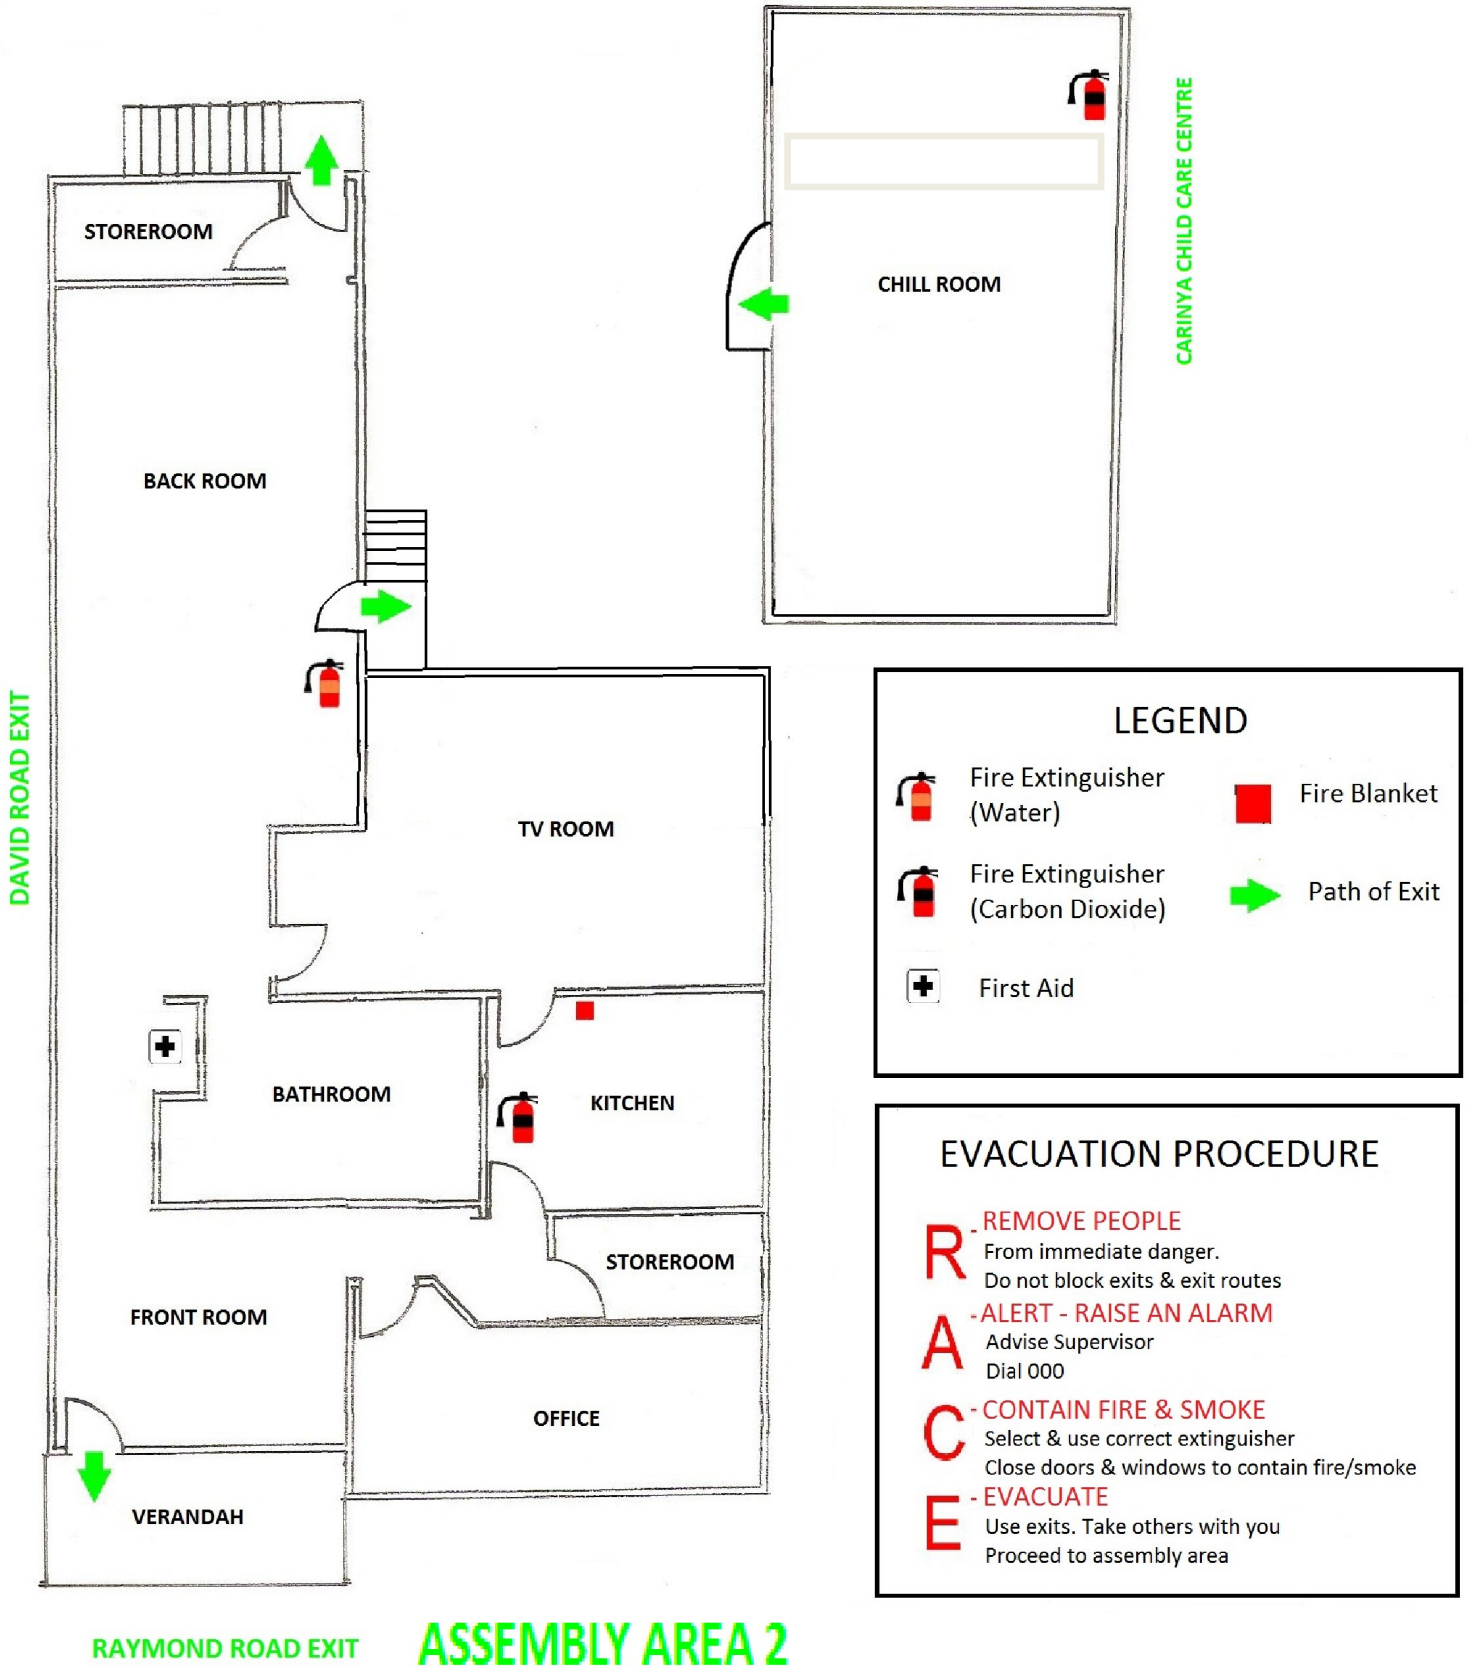 STOREROOM
CHILL ROOM
CARINYA CHILD CARE CENTRE
BACK ROOM
DAVID ROAD EXIT
TV ROOM
BATHROOM
KITCHEN
STOREROOM
FRONT ROOM
OFFICE
VERANDAH
RAYMOND ROAD EXIT
ASSEMBLY AREA 2
LEGEND
Fire Extinguisher
(Water)
Fire Blanket
Fire Extinguisher
(Carbon Dioxide)
Path of Exit
First Aid
EVACUATION PROCEDURE
R - REMOVE PEOPLE
From immediate danger.
Do not block exits & exit routes
A - ALERT - RAISE AN ALARM
Advise Supervisor
Dial 000
C - CONTAIN FIRE & SMOKE
Select & use correct extinguisher
Close doors & windows to contain fire/smoke
E - EVACUATE
Use exits. Take others with you
Proceed to assembly area